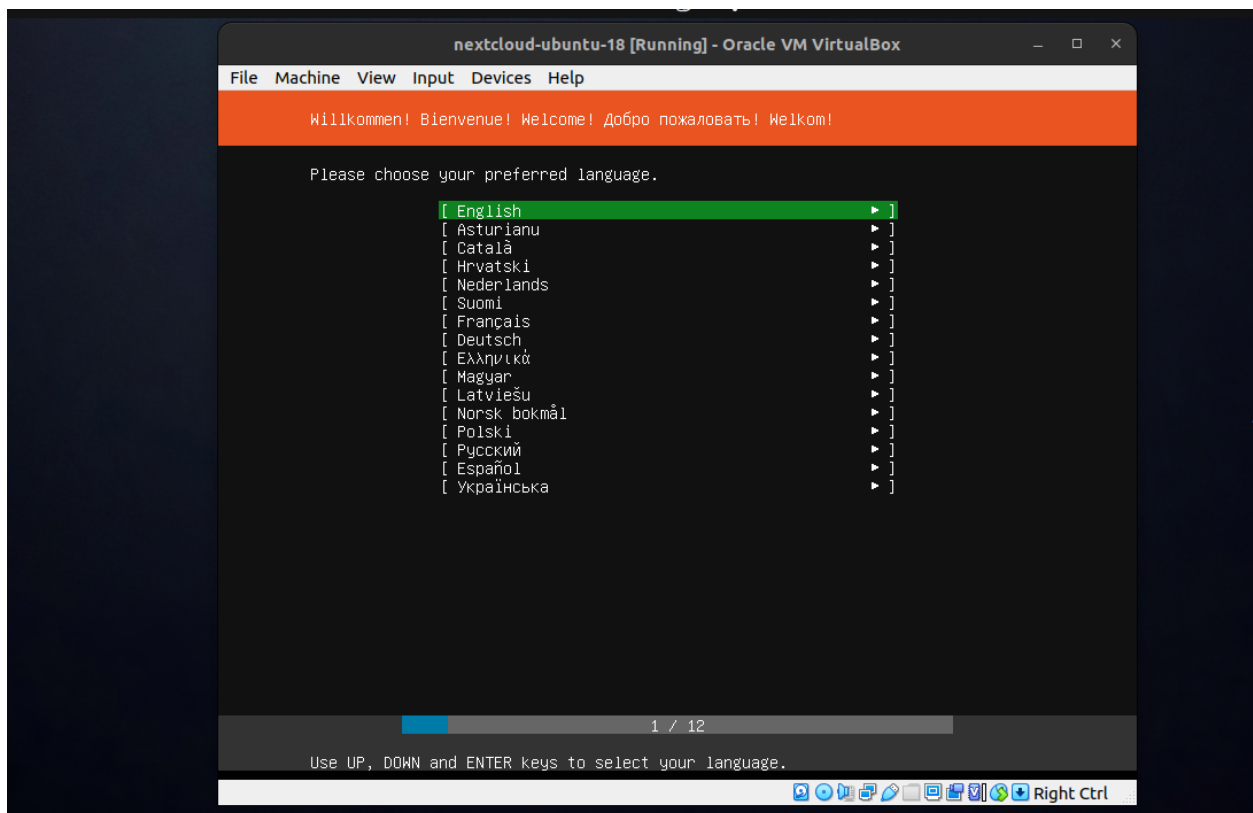 nextcloud-ubuntu-18 [Running] - Oracle VM VirtualBox
File Machine View Input Devices Help
Willkommen! Bienvenue! Welcome! Добро пожаловать! Welkom!
Please choose your preferred language.
[ English ► ]
[ Asturianu ► ]
[ Català ► ]
[ Hrvatski ► ]
[ Nederlands ► ]
[ Suomi ► ]
[ Français ► ]
[ Deutsch ► ]
[ Ελληνικά ► ]
[ Magyar ► ]
[ Latviešu ► ]
[ Norsk bokmål ► ]
[ Polski ► ]
[ Русский ► ]
[ Español ► ]
[ Українська ► ]
1 / 12
Use UP, DOWN and ENTER keys to select your language.
Right Ctrl